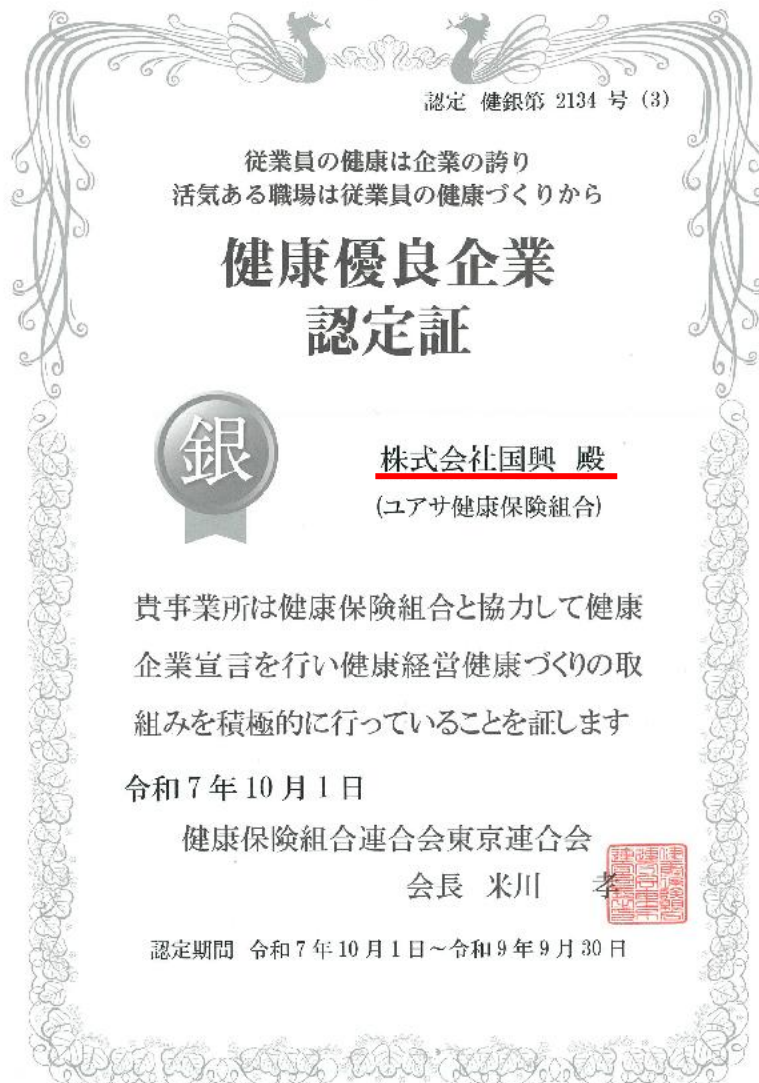 認定 健銀第 2134 号 (3)
従業員の健康は企業の誇り
活気ある職場は従業員の健康づくりから
健康優良企業
認定証
銀
株式会社国興 殿
(ユアサ健康保険組合)
貴事業所は健康保険組合と協力して健康
企業宣言を行い健康経営健康づくりの取
組みを積極的に行っていることを証します
令和7年10月1日
健康保険組合連合会東京連合会
会長 米川 孝
認定期間 令和7年10月1日～令和9年9月30日